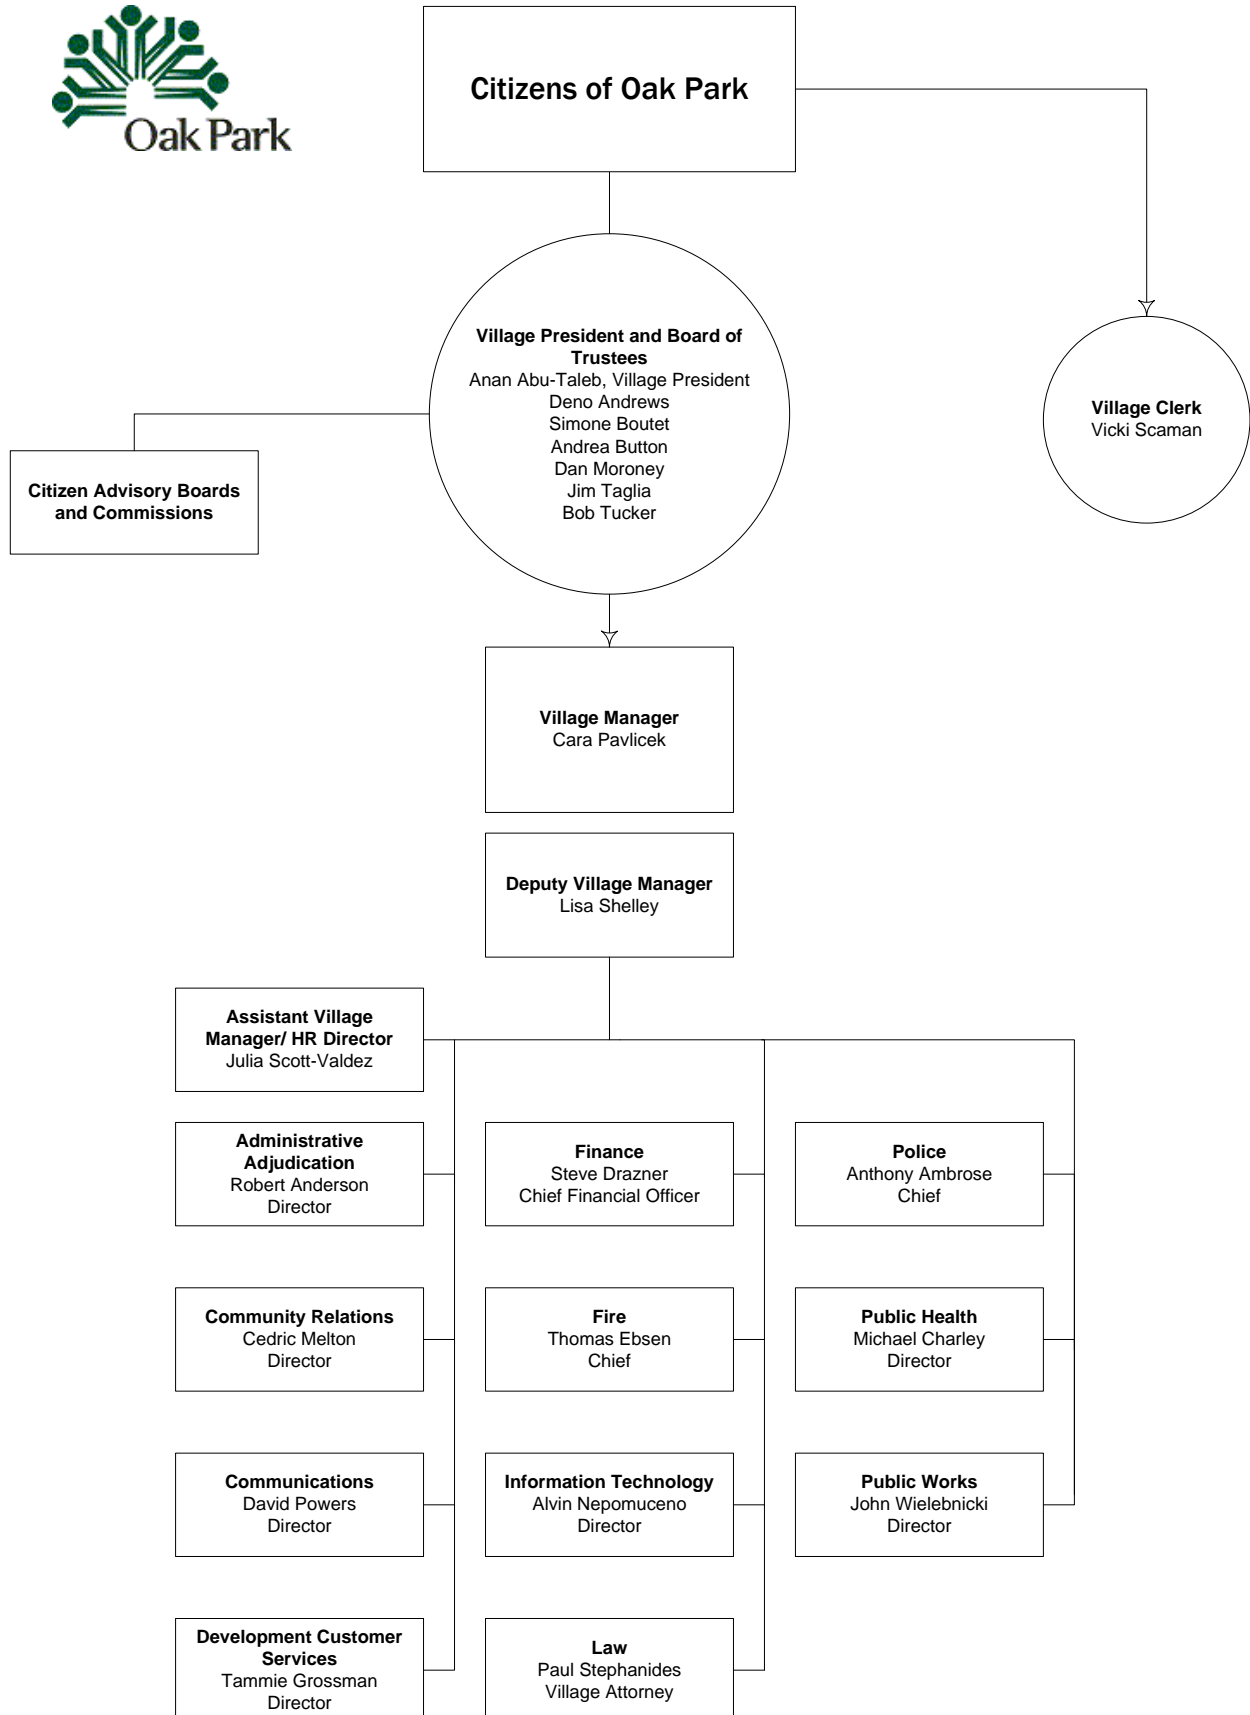 Oak Park
Citizens of Oak Park
Village President and Board of
Trustees
Anan Abu-Taleb, Village President
Deno Andrews
Simone Boutet
Andrea Button
Dan Moroney
Jim Taglia
Bob Tucker
Village Clerk
Vicki Scaman
Citizen Advisory Boards
and Commissions
Village Manager
Cara Pavlicek
Deputy Village Manager
Lisa Shelley
Assistant Village
Manager/ HR Director
Julia Scott-Valdez
Administrative
Adjudication
Robert Anderson
Director
Finance
Steve Drazner
Chief Financial Officer
Police
Anthony Ambrose
Chief
Community Relations
Cedric Melton
Director
Fire
Thomas Ebsen
Chief
Public Health
Michael Charley
Director
Communications
David Powers
Director
Information Technology
Alvin Nepomuceno
Director
Public Works
John Wielebnicki
Director
Development Customer
Services
Tammie Grossman
Director
Law
Paul Stephanides
Village Attorney